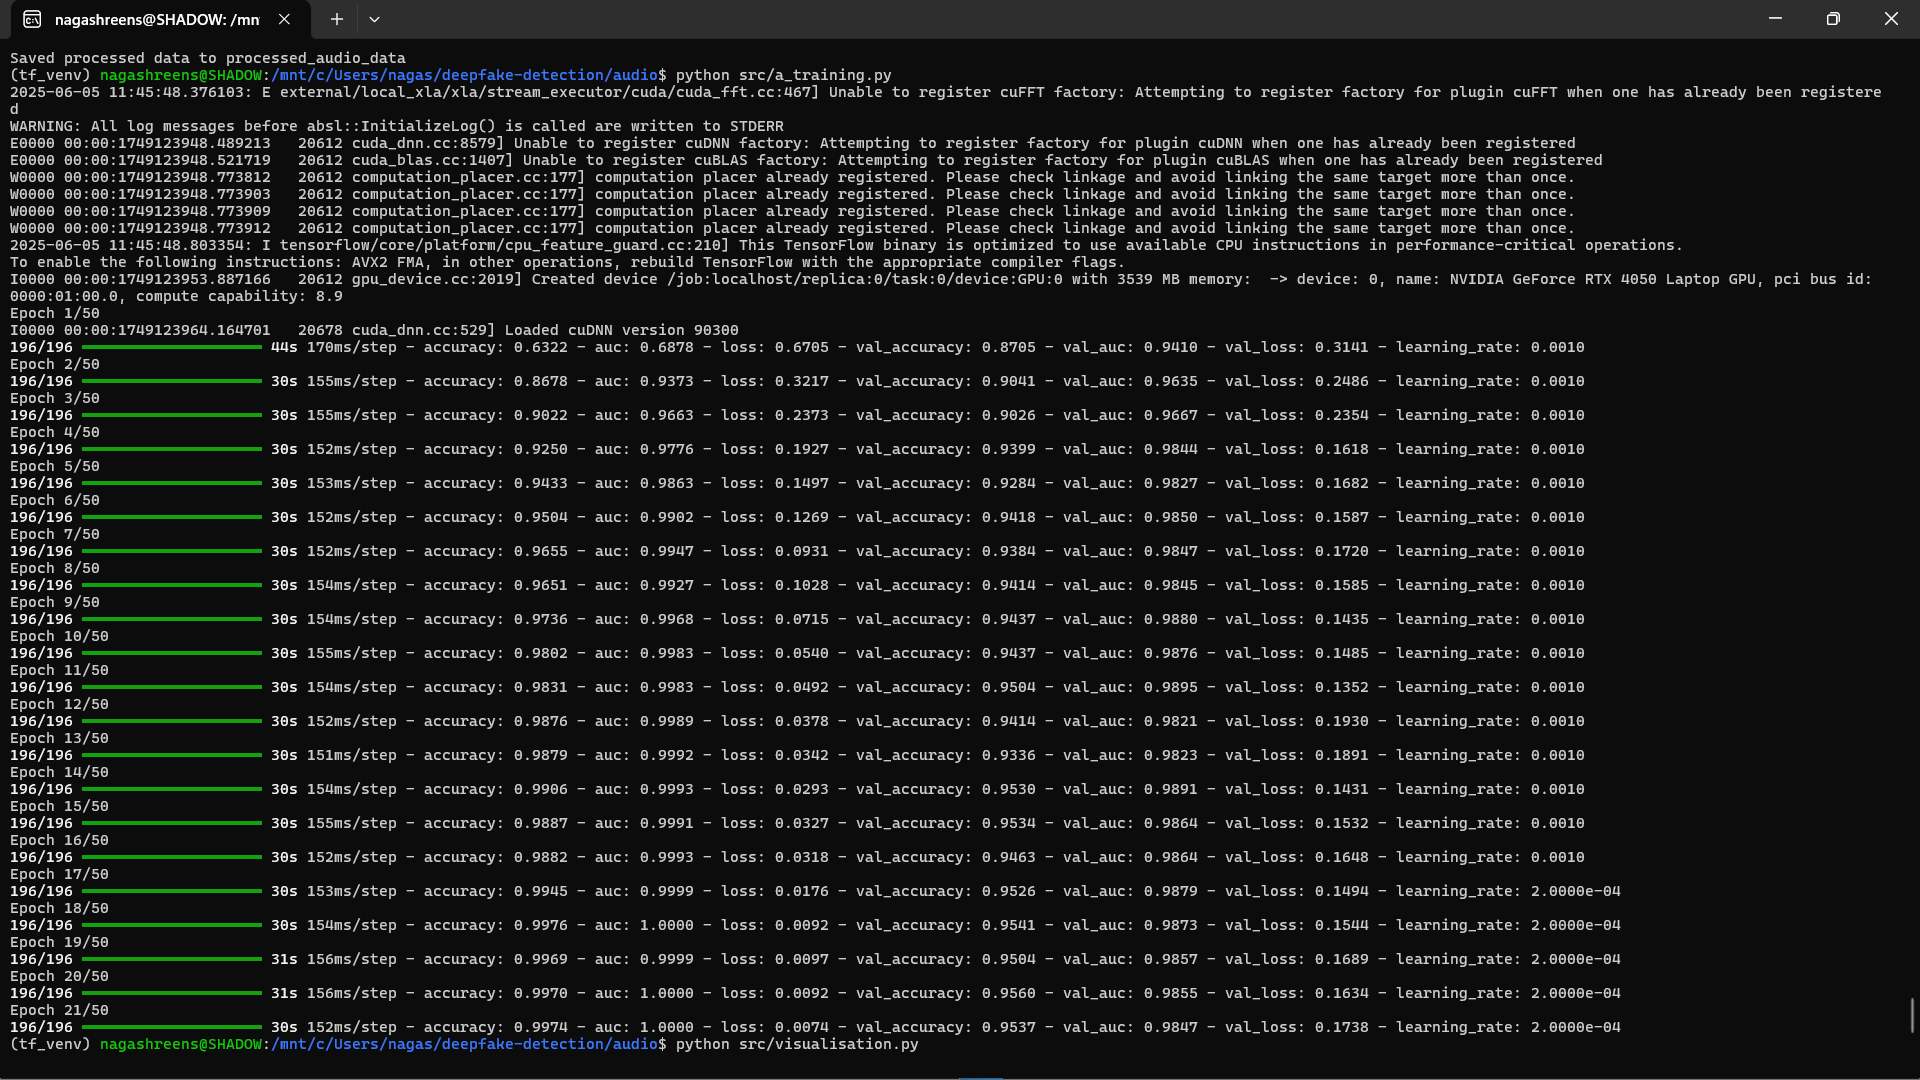 nagashreens@SHADOW: /mn
Saved processed data to processed_audio_data
(tf_venv) nagashreens@SHADOW:/mnt/c/Users/nagas/deepfake-detection/audio$ python src/a_training.py
2025-06-05 11:45:48.376103: E external/local_xla/xla/stream_executor/cuda/cuda_fft.cc:467] Unable to register cuFFT factory: Attempting to register factory for plugin cuFFT when one has already been registere
d
WARNING: All log messages before absl::InitializeLog() is called are written to STDERR
E0000 00:00:1749123948.489213   20612 cuda_dnn.cc:8579] Unable to register cuDNN factory: Attempting to register factory for plugin cuDNN when one has already been registered
E0000 00:00:1749123948.521719   20612 cuda_blas.cc:1407] Unable to register cuBLAS factory: Attempting to register factory for plugin cuBLAS when one has already been registered
W0000 00:00:1749123948.773812   20612 computation_placer.cc:177] computation placer already registered. Please check linkage and avoid linking the same target more than once.
W0000 00:00:1749123948.773903   20612 computation_placer.cc:177] computation placer already registered. Please check linkage and avoid linking the same target more than once.
W0000 00:00:1749123948.773909   20612 computation_placer.cc:177] computation placer already registered. Please check linkage and avoid linking the same target more than once.
W0000 00:00:1749123948.773912   20612 computation_placer.cc:177] computation placer already registered. Please check linkage and avoid linking the same target more than once.
2025-06-05 11:45:48.803354: I tensorflow/core/platform/cpu_feature_guard.cc:210] This TensorFlow binary is optimized to use available CPU instructions in performance-critical operations.
To enable the following instructions: AVX2 FMA, in other operations, rebuild TensorFlow with the appropriate compiler flags.
I0000 00:00:1749123953.887166   20612 gpu_device.cc:2019] Created device /job:localhost/replica:0/task:0/device:GPU:0 with 3539 MB memory:  -> device: 0, name: NVIDIA GeForce RTX 4050 Laptop GPU, pci bus id:
0000:01:00.0, compute capability: 8.9
Epoch 1/50
I0000 00:00:1749123964.164701   20678 cuda_dnn.cc:529] Loaded cuDNN version 90300
196/196 44s 170ms/step - accuracy: 0.6322 - auc: 0.6878 - loss: 0.6705 - val_accuracy: 0.8705 - val_auc: 0.9410 - val_loss: 0.3141 - learning_rate: 0.0010
Epoch 2/50
196/196 30s 155ms/step - accuracy: 0.8678 - auc: 0.9373 - loss: 0.3217 - val_accuracy: 0.9041 - val_auc: 0.9635 - val_loss: 0.2486 - learning_rate: 0.0010
Epoch 3/50
196/196 30s 155ms/step - accuracy: 0.9022 - auc: 0.9663 - loss: 0.2373 - val_accuracy: 0.9026 - val_auc: 0.9667 - val_loss: 0.2354 - learning_rate: 0.0010
Epoch 4/50
196/196 30s 152ms/step - accuracy: 0.9250 - auc: 0.9776 - loss: 0.1927 - val_accuracy: 0.9399 - val_auc: 0.9844 - val_loss: 0.1618 - learning_rate: 0.0010
Epoch 5/50
196/196 30s 153ms/step - accuracy: 0.9433 - auc: 0.9863 - loss: 0.1497 - val_accuracy: 0.9284 - val_auc: 0.9827 - val_loss: 0.1682 - learning_rate: 0.0010
Epoch 6/50
196/196 30s 152ms/step - accuracy: 0.9504 - auc: 0.9902 - loss: 0.1269 - val_accuracy: 0.9418 - val_auc: 0.9850 - val_loss: 0.1587 - learning_rate: 0.0010
Epoch 7/50
196/196 30s 152ms/step - accuracy: 0.9655 - auc: 0.9947 - loss: 0.0931 - val_accuracy: 0.9384 - val_auc: 0.9847 - val_loss: 0.1720 - learning_rate: 0.0010
Epoch 8/50
196/196 30s 154ms/step - accuracy: 0.9651 - auc: 0.9927 - loss: 0.1028 - val_accuracy: 0.9414 - val_auc: 0.9845 - val_loss: 0.1585 - learning_rate: 0.0010
Epoch 9/50
196/196 30s 154ms/step - accuracy: 0.9736 - auc: 0.9968 - loss: 0.0715 - val_accuracy: 0.9437 - val_auc: 0.9880 - val_loss: 0.1435 - learning_rate: 0.0010
Epoch 10/50
196/196 30s 155ms/step - accuracy: 0.9802 - auc: 0.9983 - loss: 0.0540 - val_accuracy: 0.9437 - val_auc: 0.9876 - val_loss: 0.1485 - learning_rate: 0.0010
Epoch 11/50
196/196 30s 154ms/step - accuracy: 0.9831 - auc: 0.9983 - loss: 0.0492 - val_accuracy: 0.9504 - val_auc: 0.9895 - val_loss: 0.1352 - learning_rate: 0.0010
Epoch 12/50
196/196 30s 152ms/step - accuracy: 0.9876 - auc: 0.9989 - loss: 0.0378 - val_accuracy: 0.9414 - val_auc: 0.9821 - val_loss: 0.1930 - learning_rate: 0.0010
Epoch 13/50
196/196 30s 151ms/step - accuracy: 0.9879 - auc: 0.9992 - loss: 0.0342 - val_accuracy: 0.9336 - val_auc: 0.9823 - val_loss: 0.1891 - learning_rate: 0.0010
Epoch 14/50
196/196 30s 154ms/step - accuracy: 0.9906 - auc: 0.9993 - loss: 0.0293 - val_accuracy: 0.9530 - val_auc: 0.9891 - val_loss: 0.1431 - learning_rate: 0.0010
Epoch 15/50
196/196 30s 155ms/step - accuracy: 0.9887 - auc: 0.9991 - loss: 0.0327 - val_accuracy: 0.9534 - val_auc: 0.9864 - val_loss: 0.1532 - learning_rate: 0.0010
Epoch 16/50
196/196 30s 152ms/step - accuracy: 0.9882 - auc: 0.9993 - loss: 0.0318 - val_accuracy: 0.9463 - val_auc: 0.9864 - val_loss: 0.1648 - learning_rate: 0.0010
Epoch 17/50
196/196 30s 153ms/step - accuracy: 0.9945 - auc: 0.9999 - loss: 0.0176 - val_accuracy: 0.9526 - val_auc: 0.9879 - val_loss: 0.1494 - learning_rate: 2.0000e-04
Epoch 18/50
196/196 30s 154ms/step - accuracy: 0.9976 - auc: 1.0000 - loss: 0.0092 - val_accuracy: 0.9541 - val_auc: 0.9873 - val_loss: 0.1544 - learning_rate: 2.0000e-04
Epoch 19/50
196/196 31s 156ms/step - accuracy: 0.9969 - auc: 0.9999 - loss: 0.0097 - val_accuracy: 0.9504 - val_auc: 0.9857 - val_loss: 0.1689 - learning_rate: 2.0000e-04
Epoch 20/50
196/196 31s 156ms/step - accuracy: 0.9970 - auc: 1.0000 - loss: 0.0092 - val_accuracy: 0.9560 - val_auc: 0.9855 - val_loss: 0.1634 - learning_rate: 2.0000e-04
Epoch 21/50
196/196 30s 152ms/step - accuracy: 0.9974 - auc: 1.0000 - loss: 0.0074 - val_accuracy: 0.9537 - val_auc: 0.9847 - val_loss: 0.1738 - learning_rate: 2.0000e-04
(tf_venv) nagashreens@SHADOW:/mnt/c/Users/nagas/deepfake-detection/audio$ python src/visualisation.py